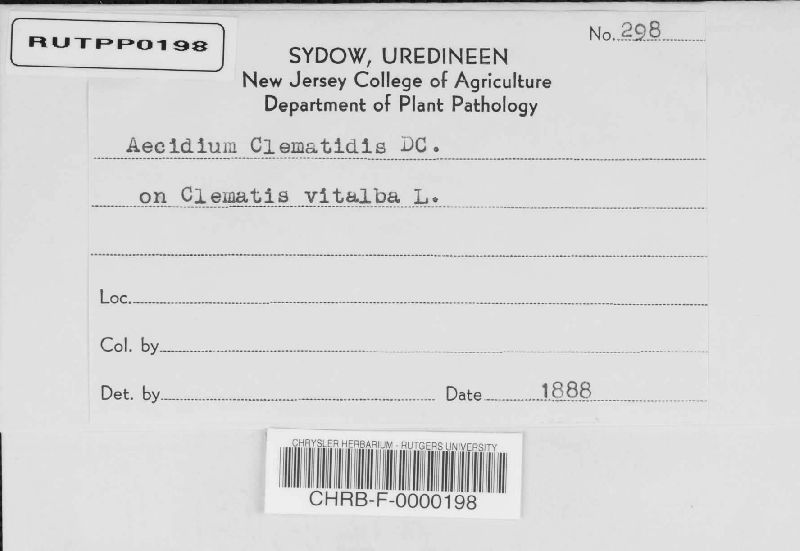 RUTPP0198
No. 298
SYDOW, UREDINEEN
New Jersey College of Agriculture
Department of Plant Pathology
Aecidium Clematidis DC.
on Clematis vitalba L.
Loc.
Col. by
Det. by Date 1888
CHRYSLER HERBARIUM - RUTGERS UNIVERSITY
CHRB-F-0000198